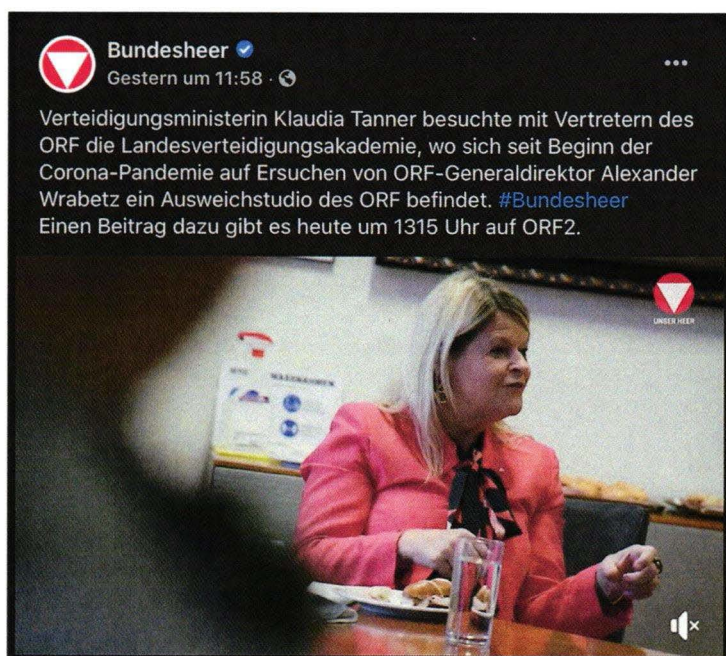 Bundesheer
Gestern um 11:58 ·
Verteidigungsministerin Klaudia Tanner besuchte mit Vertretern des
ORF die Landesverteidigungsakademie, wo sich seit Beginn der
Corona-Pandemie auf Ersuchen von ORF-Generaldirektor Alexander
Wrabetz ein Ausweichstudio des ORF befindet. #Bundesheer
Einen Beitrag dazu gibt es heute um 1315 Uhr auf ORF2.
UNSER HEER